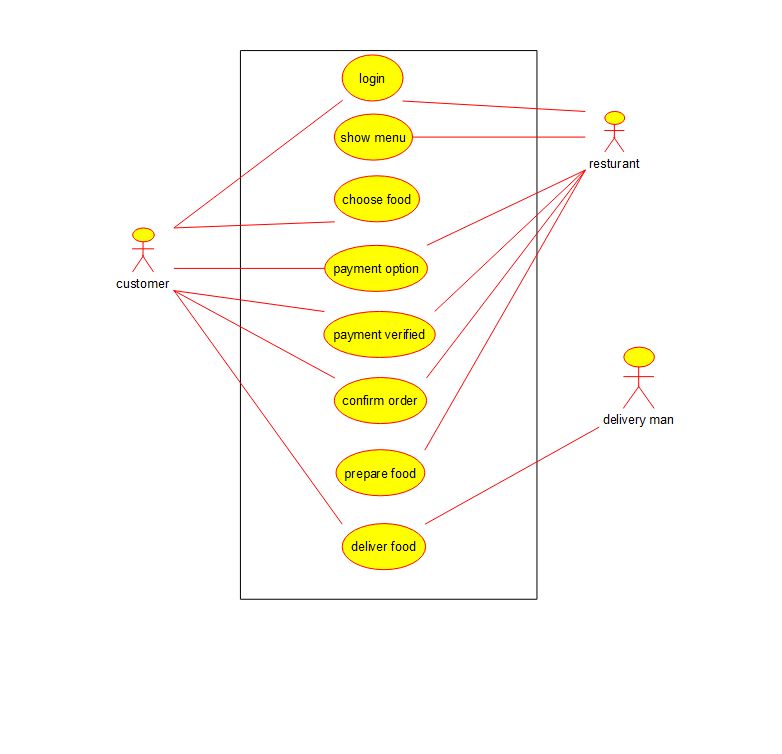 login
show menu
resturant
choose food
payment option
customer
payment verified
confirm order
delivery man
prepare food
deliver food